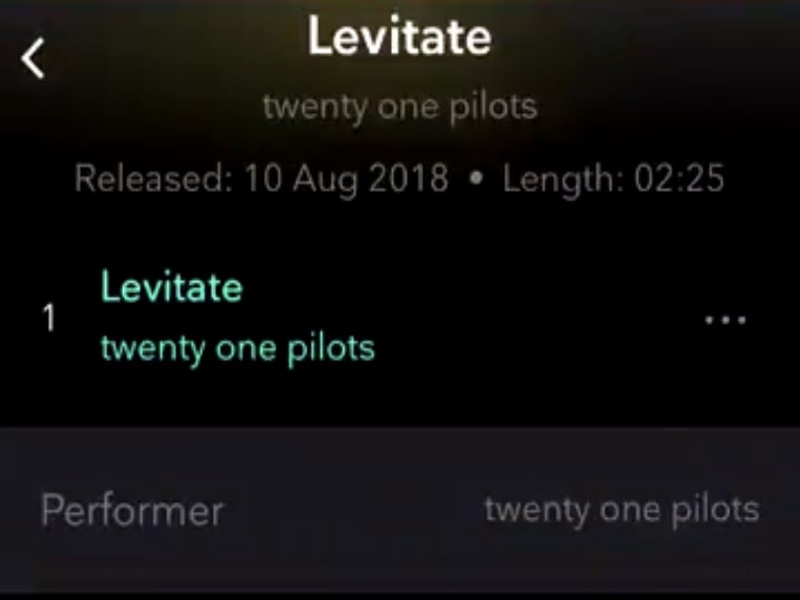 Levitate
twenty one pilots
Released: 10 Aug 2018 • Length: 02:25
1
Levitate
twenty one pilots
Performer twenty one pilots